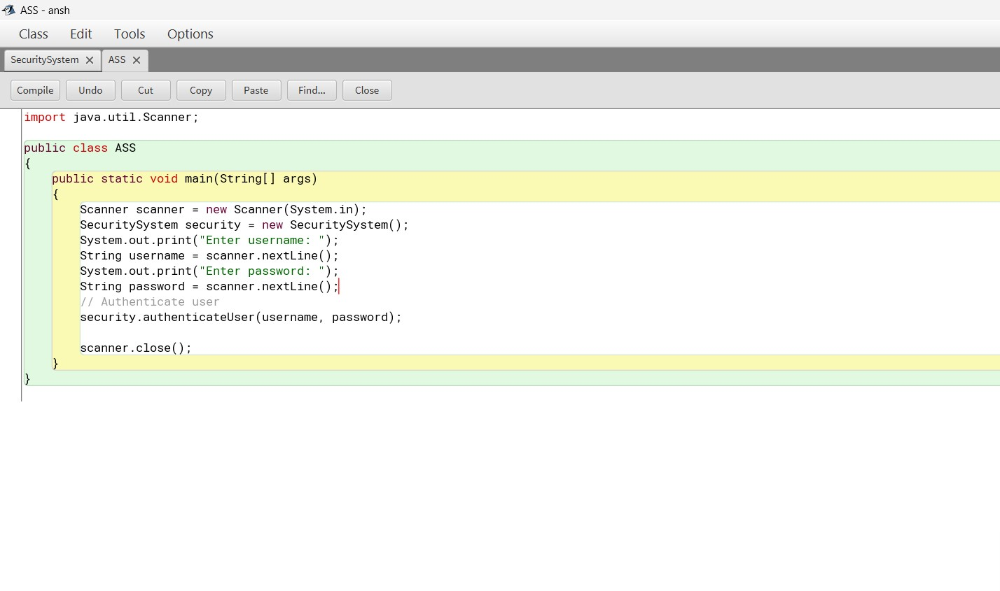 ASS - ansh
Class Edit Tools Options
SecuritySystem ASS
Compile Undo Cut Copy Paste Find... Close
import java.util.Scanner;
public class ASS
{
    public static void main(String[] args)
    {
        Scanner scanner = new Scanner(System.in);
        SecuritySystem security = new SecuritySystem();
        System.out.print("Enter username: ");
        String username = scanner.nextLine();
        System.out.print("Enter password: ");
        String password = scanner.nextLine();
        // Authenticate user
        security.authenticateUser(username, password);
        scanner.close();
    }
}